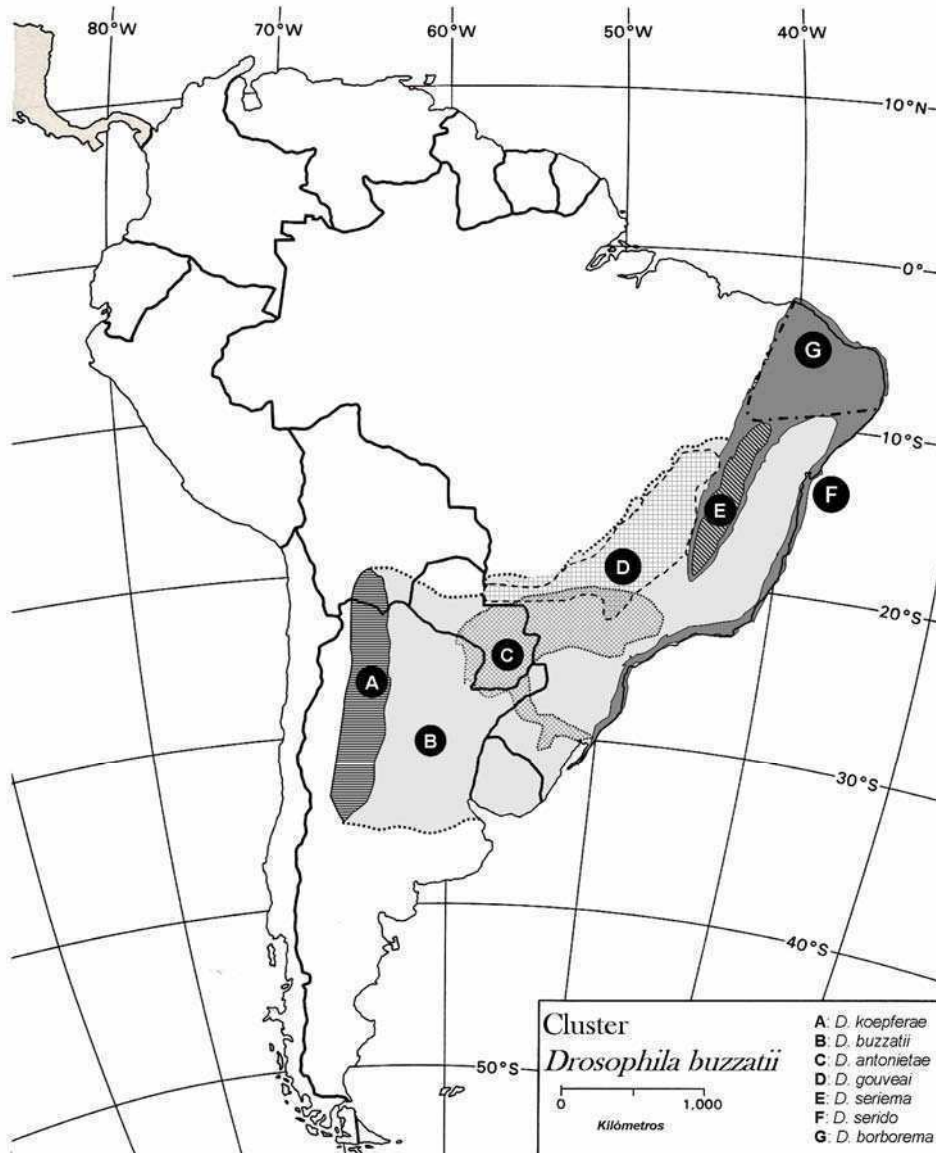 80°W 70°W 60°W 50°W 40°W
10°N
0°
G
10°S
F
E
D
20°S
C
A
B
30°S
40°S
50°S
Cluster
Drosophila buzzatii
0 1,000
Kilómetros
A: D. koepferae
B: D. buzzatii
C: D. antonietae
D: D. gouveai
E: D. seriema
F: D. serido
G: D. borborema